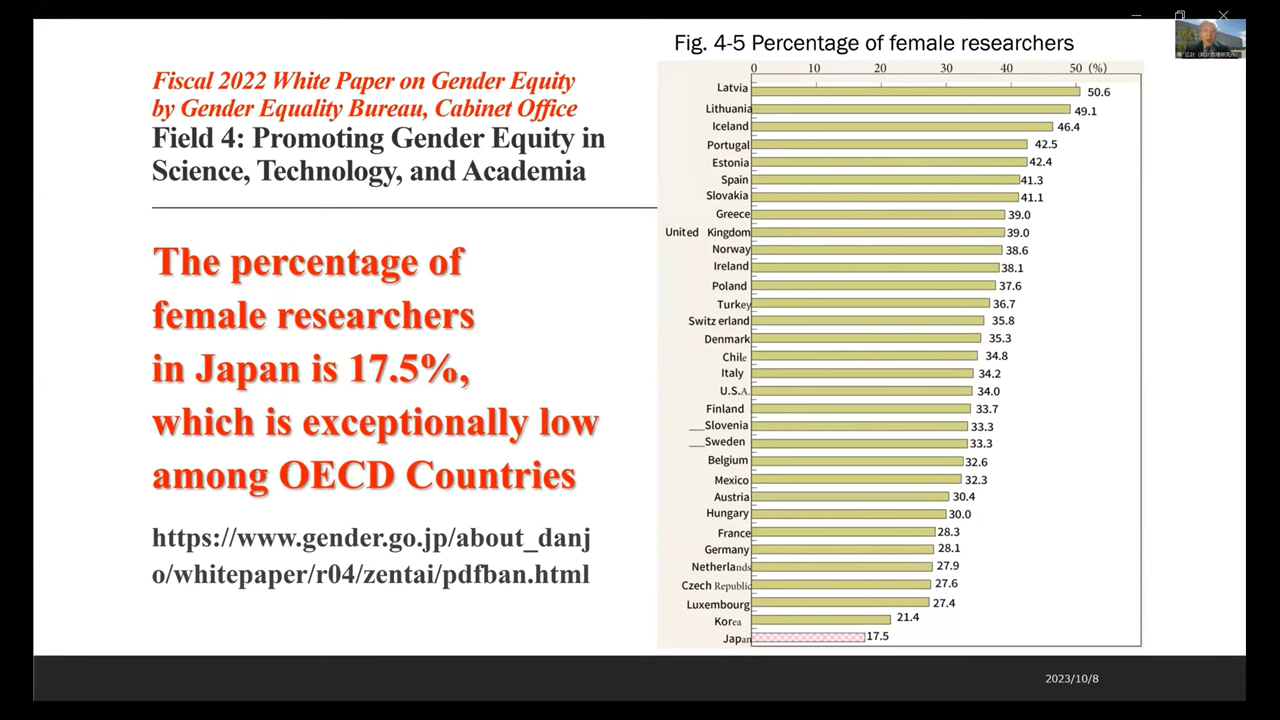 Fiscal 2022 White Paper on Gender Equity
by Gender Equality Bureau, Cabinet Office
Field 4: Promoting Gender Equity in
Science, Technology, and Academia
The percentage of
female researchers
in Japan is 17.5%,
which is exceptionally low
among OECD Countries
https://www.gender.go.jp/about_danj
o/whitepaper/r04/zentai/pdfban.html
Fig. 4-5 Percentage of female researchers
0 10 20 30 40 50 (%)
Latvia 50.6
Lithuania 49.1
Iceland 46.4
Portugal 42.5
Estonia 42.4
Spain 41.3
Slovakia 41.1
Greece 39.0
United Kingdom 39.0
Norway 38.6
Ireland 38.1
Poland 37.6
Turkey 36.7
Switz erland 35.8
Denmark 35.3
Chile 34.8
Italy 34.2
U.S.A. 34.0
Finland 33.7
__Slovenia 33.3
__Sweden 33.3
Belgium 32.6
Mexico 32.3
Austria 30.4
Hungary 30.0
France 28.3
Germany 28.1
Netherlands 27.9
Czech Republic 27.6
Luxembourg 27.4
Korea 21.4
Japan 17.5
2023/10/8